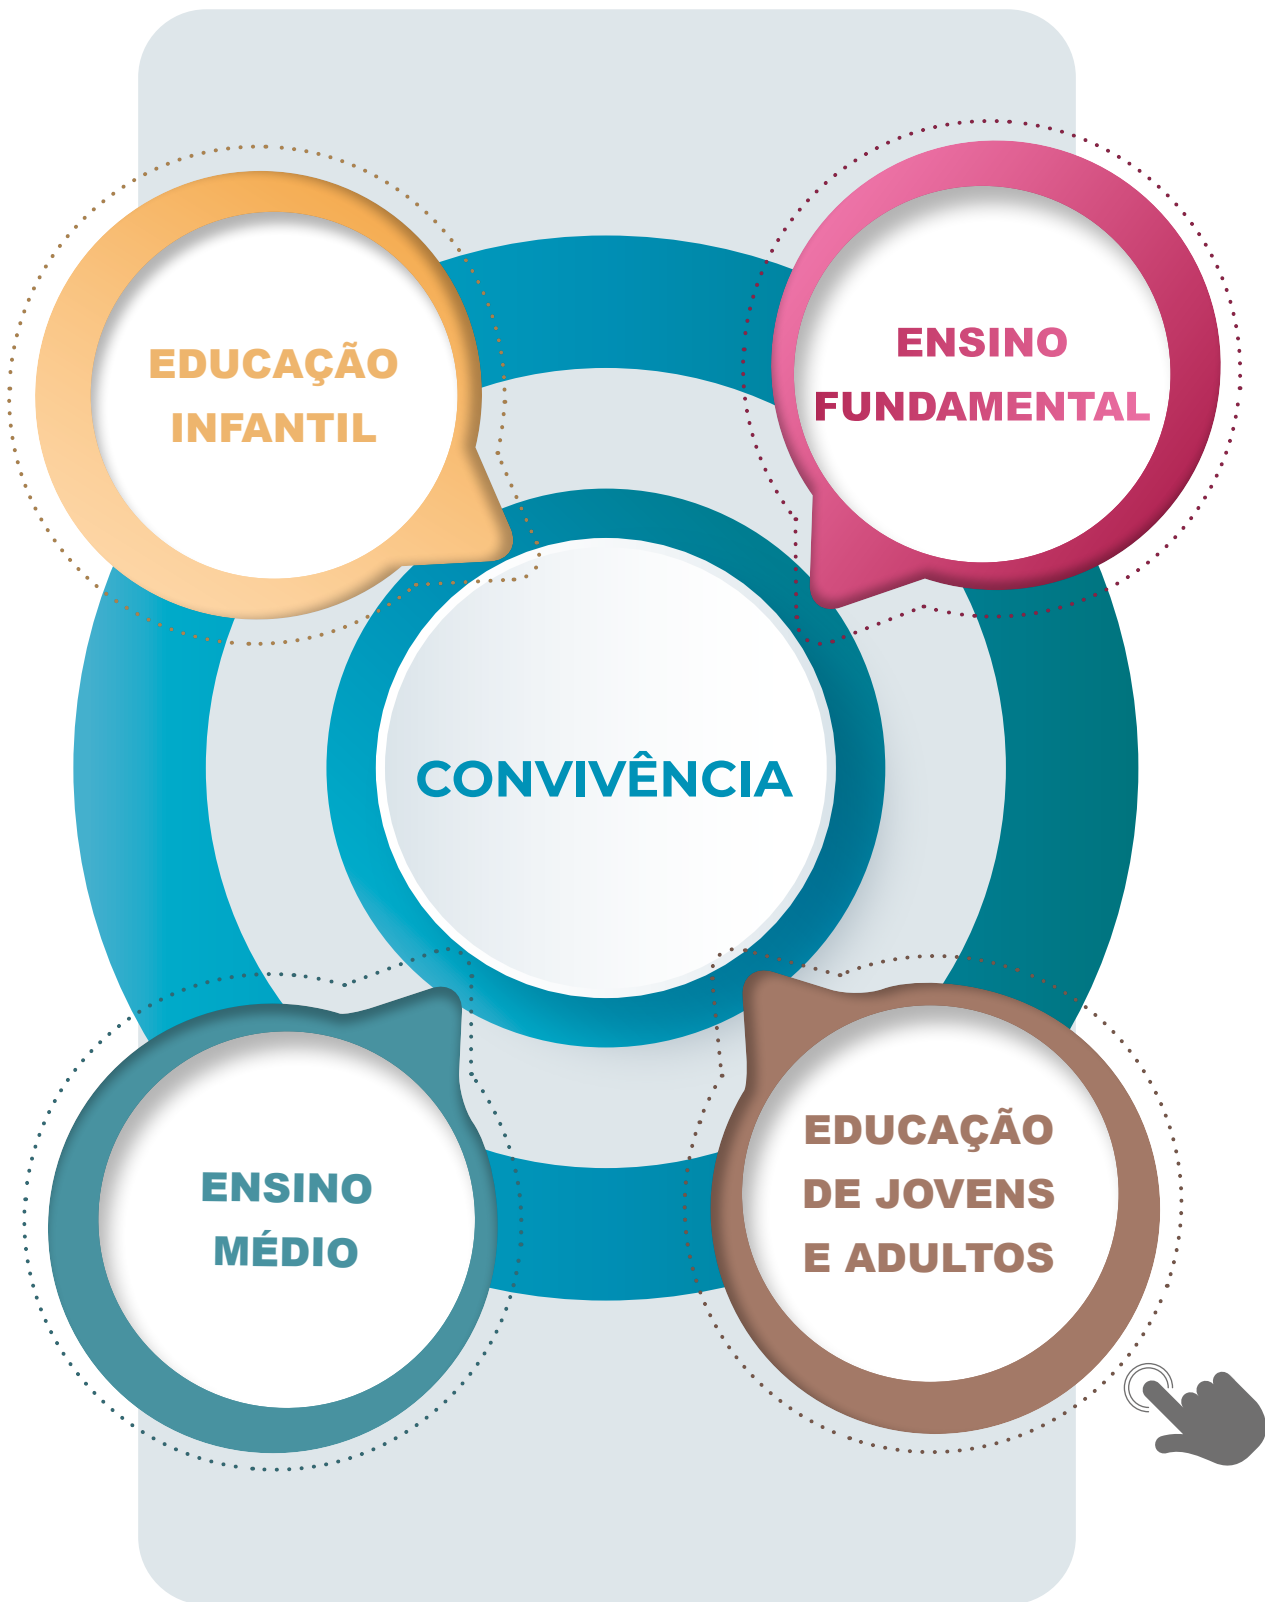 EDUCAÇÃO
INFANTIL
ENSINO
FUNDAMENTAL
CONVIVÊNCIA
ENSINO
MÉDIO
EDUCAÇÃO
DE JOVENS
E ADULTOS